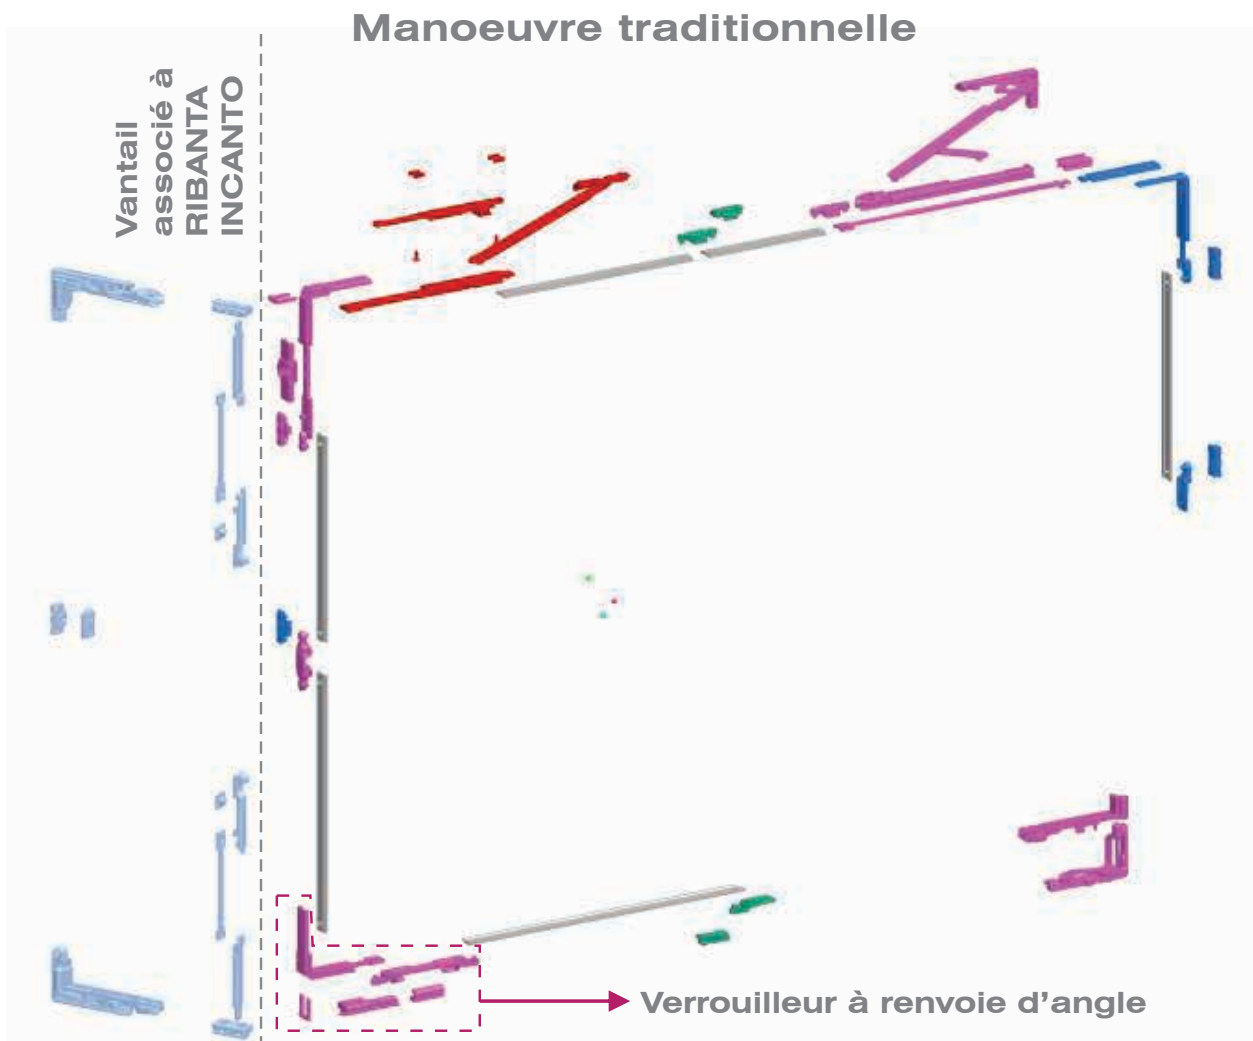 Manoeuvre traditionnelle
Vantail
associé à
RIBANTA
INCANTO
Verrouilleur à renvoie d'angle